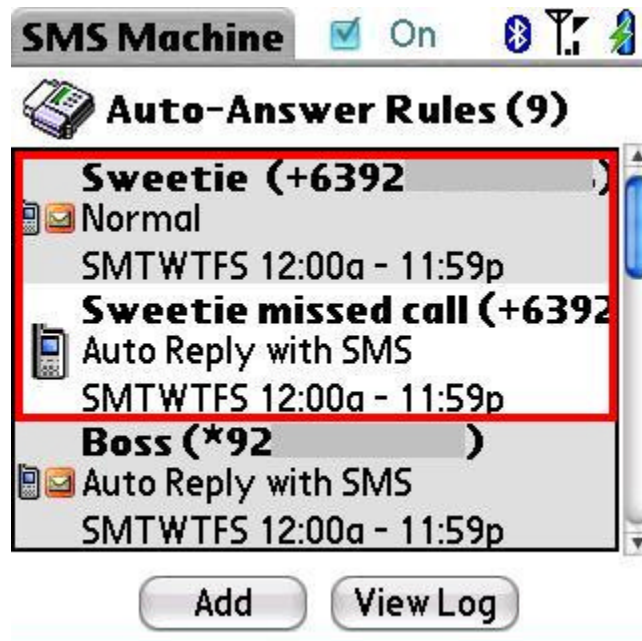 SMS Machine On
Auto-Answer Rules (9)
Sweetie (+6392 )
Normal
SMTWTFS 12:00a - 11:59p
Sweetie missed call (+6392
Auto Reply with SMS
SMTWTFS 12:00a - 11:59p
Boss (*92 )
Auto Reply with SMS
SMTWTFS 12:00a - 11:59p
Add View Log